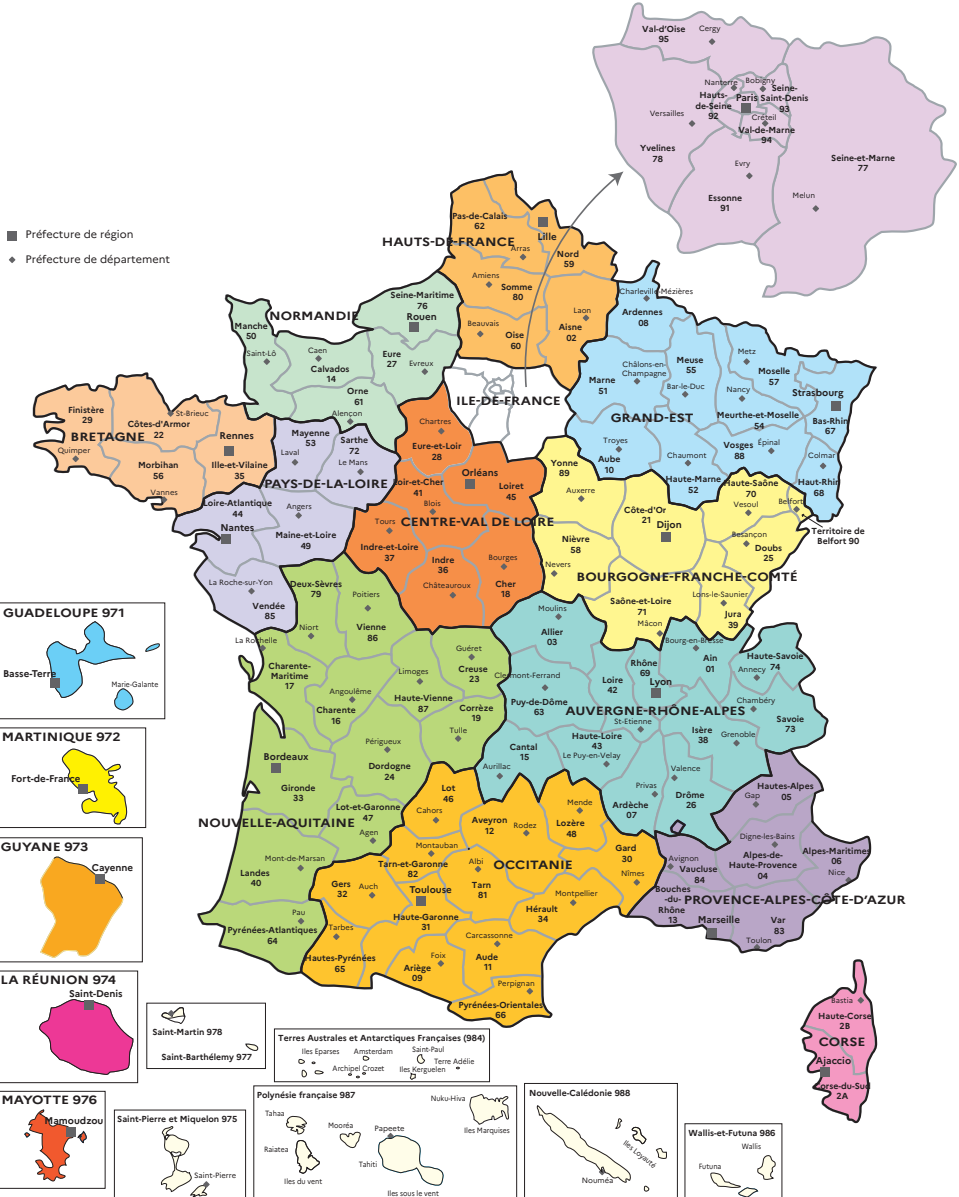 Val-d'Oise
95
Cergy
Nanterre
Bobigny
Hauts-
de-Seine
92
Paris
Seine-
Saint-Denis
93
Versailles
Créteil
Val-de-Marne
94
Yvelines
78
Evry
Seine-et-Marne
77
Essonne
91
Melun
Préfecture de région
Préfecture de département
HAUTS-DE-FRANCE
Pas-de-Calais
62
Lille
Arras
Nord
59
Amiens
Somme
80
Laon
Aisne
02
Beauvais
Oise
60
NORMANDIE
Seine-Maritime
76
Rouen
Manche
50
Saint-Lô
Caen
Calvados
14
Eure
27
Evreux
Orne
61
Alençon
ILE-DE-FRANCE
Charleville-Mézières
Ardennes
08
Châlons-en-
Champagne
Marne
51
Meuse
55
Bar-le-Duc
Metz
Moselle
57
Nancy
Strasbourg
GRAND-EST
Meurthe-et-Moselle
54
Bas-Rhin
67
Troyes
Aube
10
Chaumont
Haute-Marne
52
Vosges
88
Épinal
Colmar
Haut-Rhin
68
Finistère
29
BRETAGNE
Côtes-d'Armor
22
St-Brieuc
Quimper
Rennes
Morbihan
56
Ille-et-Vilaine
35
Vannes
Mayenne
53
Laval
Sarthe
72
Le Mans
PAYS-DE-LA-LOIRE
Loire-Atlantique
44
Nantes
Angers
Maine-et-Loire
49
La Roche-sur-Yon
Vendée
85
Chartres
Eure-et-Loir
28
Loir-et-Cher
41
Blois
Orléans
Loiret
45
CENTRE-VAL DE LOIRE
Tours
Indre-et-Loire
37
Indre
36
Châteauroux
Bourges
Cher
18
Yonne
89
Auxerre
Côte-d'Or
21
Dijon
Haute-Saône
70
Vesoul
Belfort
Territoire de
Belfort 90
Nièvre
58
Nevers
Besançon
Doubs
25
BOURGOGNE-FRANCHE-COMTÉ
Saône-et-Loire
71
Mâcon
Lons-le-Saunier
Jura
39
Deux-Sèvres
79
Poitiers
Niort
Vienne
86
La Rochelle
Charente-
Maritime
17
Angoulême
Charente
16
Limoges
Haute-Vienne
87
Guéret
Creuse
23
Corrèze
19
Tulle
Périgueux
Dordogne
24
Bordeaux
Gironde
33
Lot-et-Garonne
47
NOUVELLE-AQUITAINE
Agen
Mont-de-Marsan
Landes
40
Pau
Pyrénées-Atlantiques
64
Moulins
Allier
03
Clermont-Ferrand
Puy-de-Dôme
63
Rhône
69
Loire
42
Lyon
Bourg-en-Bresse
Ain
01
Haute-Savoie
74
Annecy
AUVERGNE-RHÔNE-ALPES
Chambéry
Savoie
73
St-Etienne
Haute-Loire
43
Le Puy-en-Velay
Isère
38
Grenoble
Cantal
15
Aurillac
Valence
Privas
Ardèche
07
Drôme
26
Lot
46
Cahors
Aveyron
12
Rodez
Mende
Lozère
48
Montauban
Tarn-et-Garonne
82
Albi
Tarn
81
OCCITANIE
Gard
30
Nîmes
Gers
32
Auch
Toulouse
Haute-Garonne
31
Montpellier
Hérault
34
Tarbes
Hautes-Pyrénées
65
Foix
Ariège
09
Carcassonne
Aude
11
Perpignan
Pyrénées-Orientales
66
Hautes-Alpes
05
Gap
Digne-les-Bains
Alpes-de-
Haute-Provence
04
Alpes-Maritimes
06
Nice
Avignon
Vaucluse
84
Bouches
-du-
Rhône
13
PROVENCE-ALPES-CÔTE-D'AZUR
Marseille
Var
83
Toulon
Bastia
Haute-Corse
2B
CORSE
Ajaccio
Corse-du-Sud
2A
GUADELOUPE 971
Basse-Terre
Marie-Galante
MARTINIQUE 972
Fort-de-France
GUYANE 973
Cayenne
LA RÉUNION 974
Saint-Denis
MAYOTTE 976
Mamoudzou
Saint-Martin 978
Saint-Barthélemy 977
Saint-Pierre et Miquelon 975
Saint-Pierre
Terres Australes et Antarctiques Françaises (984)
Iles Eparses
Amsterdam
Saint-Paul
Archipel Crozet
Iles Kerguelen
Terre Adélie
Polynésie française 987
Tahaa
Raiatea
Mooréa
Papeete
Tahiti
Nuku-Hiva
Iles Marquises
Iles du vent
Iles sous le vent
Nouvelle-Calédonie 988
Iles Loyauté
Nouméa
Wallis-et-Futuna 986
Wallis
Futuna